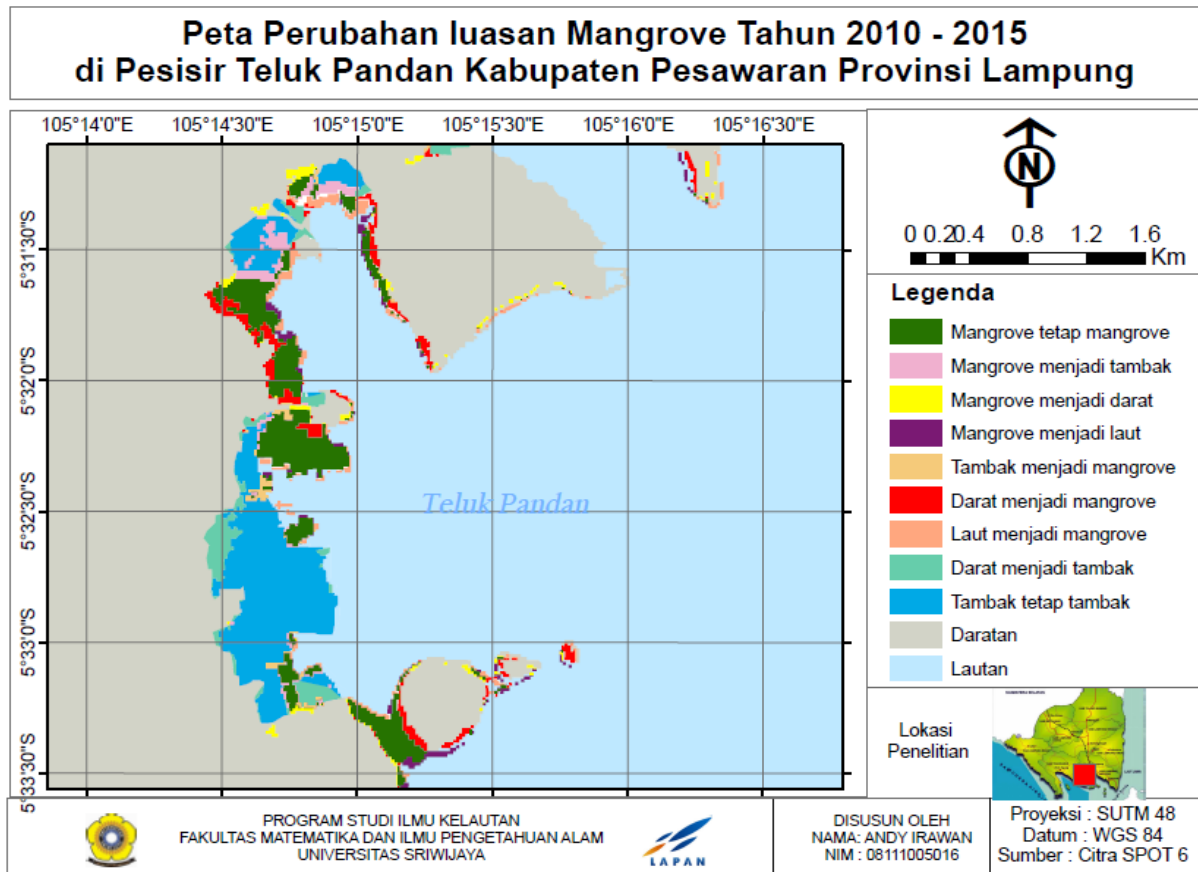 Peta Perubahan luasan Mangrove Tahun 2010 - 2015
di Pesisir Teluk Pandan Kabupaten Pesawaran Provinsi Lampung
105°14'0"E 105°14'30"E 105°15'0"E 105°15'30"E 105°16'0"E 105°16'30"E
5°31'30"S
5°32'0"S
5°32'30"S
5°33'0"S
5°33'30"S
Teluk Pandan
N
0 0.2 0.4 0.8 1.2 1.6
Km
Legenda
Mangrove tetap mangrove
Mangrove menjadi tambak
Mangrove menjadi darat
Mangrove menjadi laut
Tambak menjadi mangrove
Darat menjadi mangrove
Laut menjadi mangrove
Darat menjadi tambak
Tambak tetap tambak
Daratan
Lautan
Lokasi
Penelitian
PROGRAM STUDI ILMU KELAUTAN
FAKULTAS MATEMATIKA DAN ILMU PENGETAHUAN ALAM
UNIVERSITAS SRIWIJAYA
LAPAN
DISUSUN OLEH
NAMA: ANDY IRAWAN
NIM : 08111005016
Proyeksi : SUTM 48
Datum : WGS 84
Sumber : Citra SPOT 6